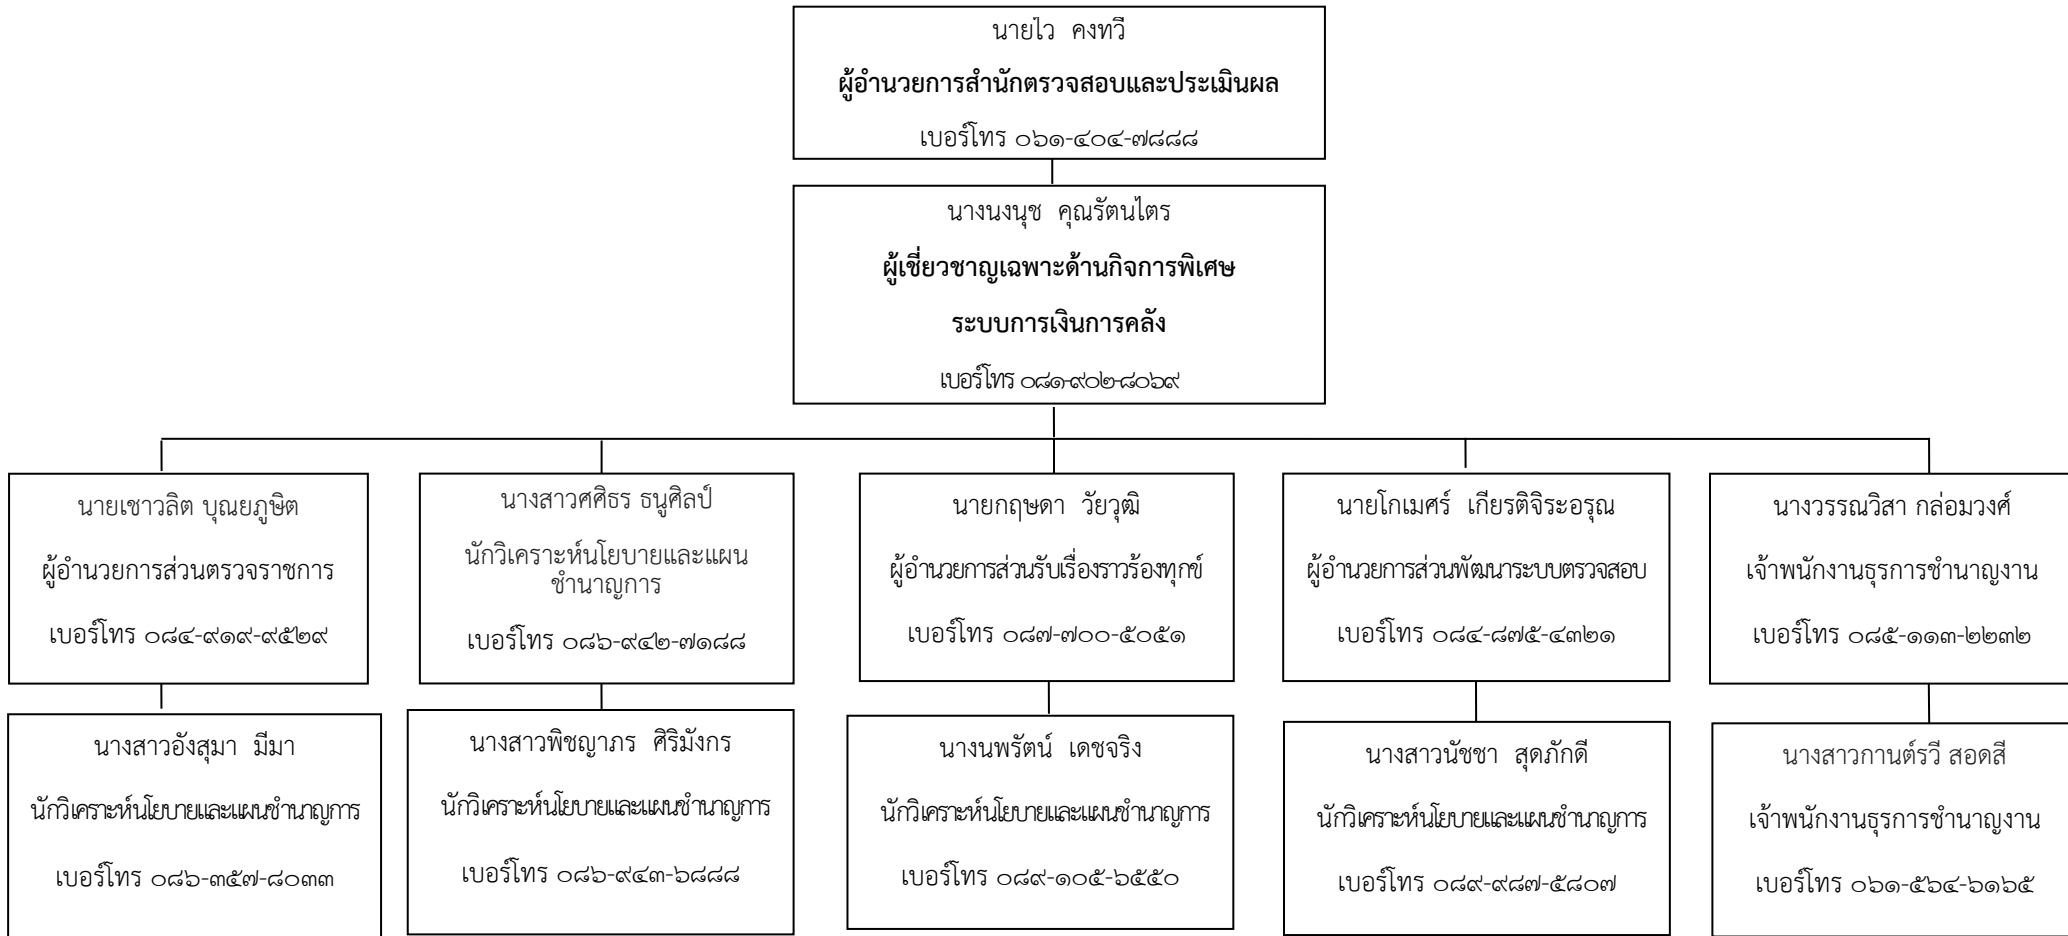 นายไว คงทวี
ผู้อำนวยการสำนักตรวจสอบและประเมินผล
เบอร์โทร ๐๖๑-๔๐๔-๗๘๘๘
นางนงนุช คุณรัตนไตร
ผู้เชี่ยวชาญเฉพาะด้านกิจการพิเศษ
ระบบการเงินการคลัง
เบอร์โทร ๐๘๑-๙๐๒-๘๐๖๙
นายเชาวลิต บุณยภูษิต
ผู้อำนวยการส่วนตรวจราชการ
เบอร์โทร ๐๘๔-๙๑๙-๙๕๒๙
นางสาวศศิธร ธนูศิลป์
นักวิเคราะห์นโยบายและแผน
ชำนาญการ
เบอร์โทร ๐๘๖-๙๔๒-๗๑๘๘
นายกฤษดา วัยวุฒิ
ผู้อำนวยการส่วนรับเรื่องราวร้องทุกข์
เบอร์โทร ๐๘๗-๗๐๐-๕๐๕๑
นายโกเมศร์ เกียรติจิระอรุณ
ผู้อำนวยการส่วนพัฒนาระบบตรวจสอบ
เบอร์โทร ๐๘๔-๘๗๕-๔๓๒๑
นางวรรณวิสา กล่อมวงศ์
เจ้าพนักงานธุรการชำนาญงาน
เบอร์โทร ๐๘๕-๑๑๓-๒๒๓๒
นางสาวอังสุมา มีมา
นักวิเคราะห์นโยบายและแผนชำนาญการ
เบอร์โทร ๐๘๖-๓๕๗-๘๐๓๓
นางสาวพิชญาภร ศิริมังกร
นักวิเคราะห์นโยบายและแผนชำนาญการ
เบอร์โทร ๐๘๖-๙๔๓-๖๘๘๘
นางนพรัตน์ เดชจริง
นักวิเคราะห์นโยบายและแผนชำนาญการ
เบอร์โทร ๐๘๙-๑๐๕-๖๕๕๐
นางสาวนัชชา สุดภักดี
นักวิเคราะห์นโยบายและแผนชำนาญการ
เบอร์โทร ๐๘๙-๙๘๗-๕๘๐๗
นางสาวกานต์รวี สอดสี
เจ้าพนักงานธุรการชำนาญงาน
เบอร์โทร ๐๖๑-๕๖๔-๖๑๖๕